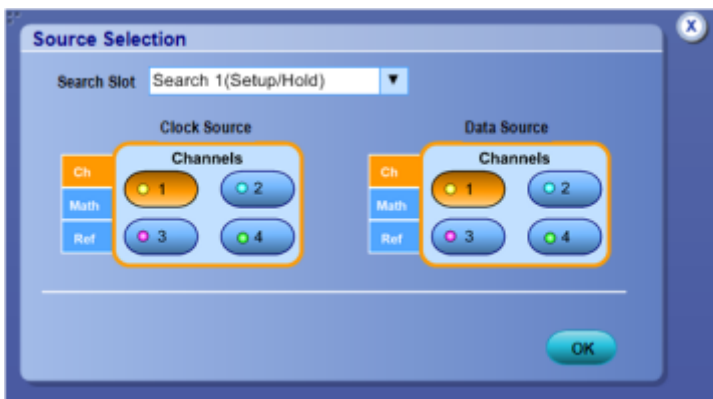 X
Source Selection
Search Slot Search 1(Setup/Hold) ▼
Clock Source
Channels
Ch
Math
Ref
1 2
3 4
Data Source
Channels
Ch
Math
Ref
1 2
3 4
OK